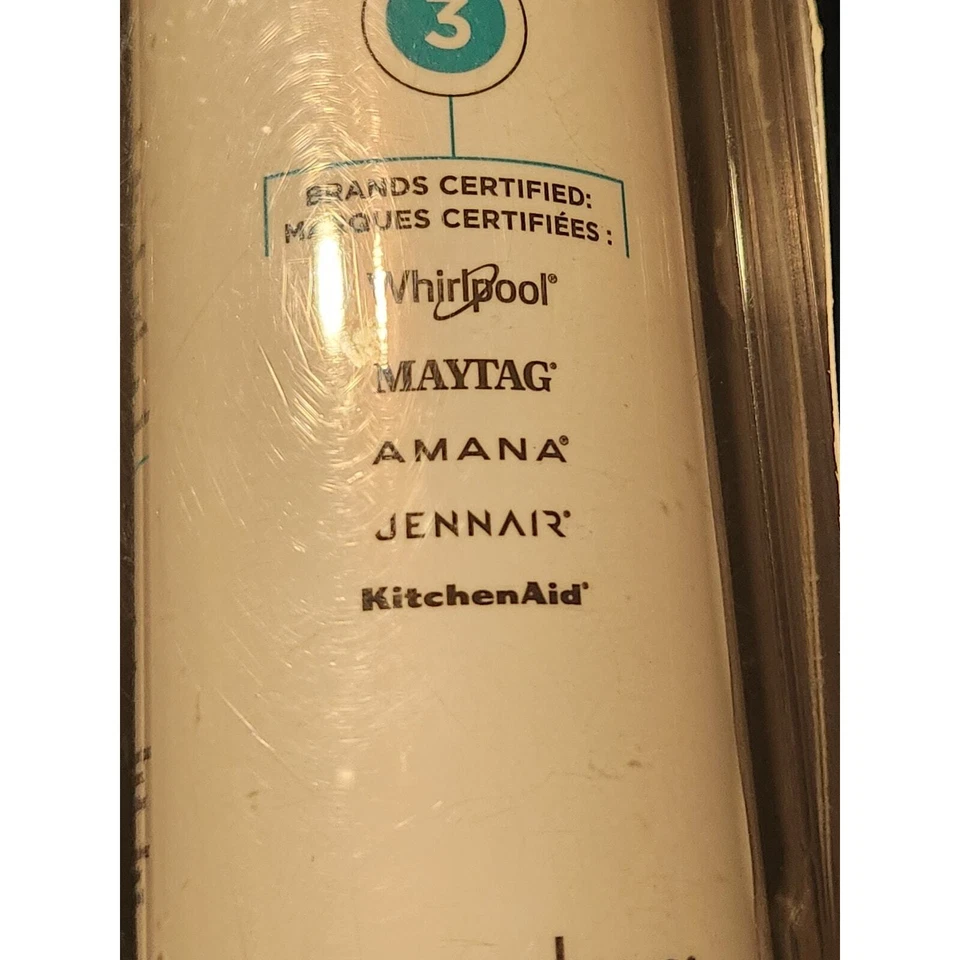 3
BRANDS CERTIFIED:
MARQUES CERTIFIÉES :
Whirlpool®
MAYTAG®
AMANA®
JENNAIR®
KitchenAid®